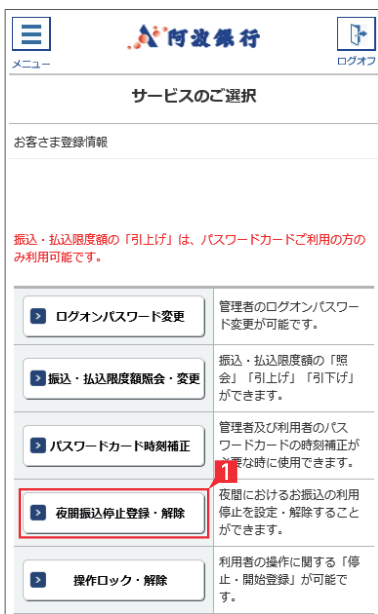 阿波銀行
メニュー
ログオフ
サービスのご選択
お客さま登録情報
振込・払込限度額の「引上げ」は、パスワードカードご利用の方の
み利用可能です。
ログオンパスワード変更
管理者のログオンパスワー
ド変更が可能です。
振込・払込限度額照会・変更
振込・払込限度額の「照
会」「引上げ」「引下げ」
ができます。
パスワードカード時刻補正
管理者及び利用者のパス
ワードカードの時刻補正が
な時に使用できます。
1
夜間振込停止登録・解除
夜間におけるお振込の利用
停止を設定・解除すること
ができます。
操作ロック・解除
利用者の操作に関する「停
止・開始登録」が可能で
す。